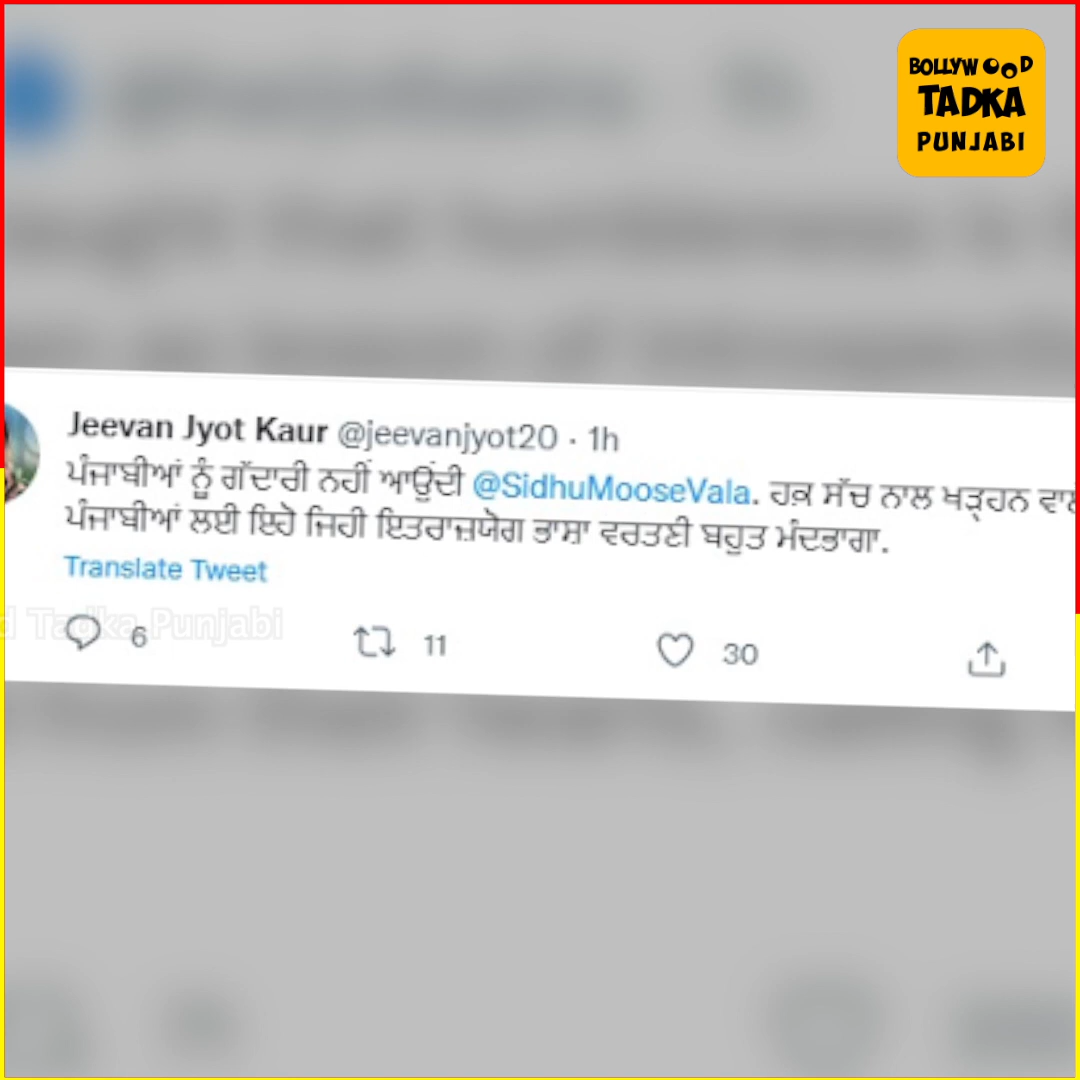 BOLLYWOOD
TADKA
PUNJABI
Jeevan Jyot Kaur @jeevanjyot20 · 1h
ਪੰਜਾਬੀਆਂ ਨੂੰ ਗੱਦਾਰੀ ਨਹੀਂ ਆਉਂਦੀ @SidhuMooseVala. ਹਕ਼ ਸੱਚ ਨਾਲ ਖੜ੍ਹਨ
ਪੰਜਾਬੀਆਂ ਲਈ ਇਹੋ ਜਿਹੀ ਇਤਰਾਜ਼ਯੋਗ ਭਾਸ਼ਾ ਵਰਤਣੀ ਬਹੁਤ ਮੰਦਭਾਗਾ.
Translate Tweet
Tadka Punjabi
6 11 30